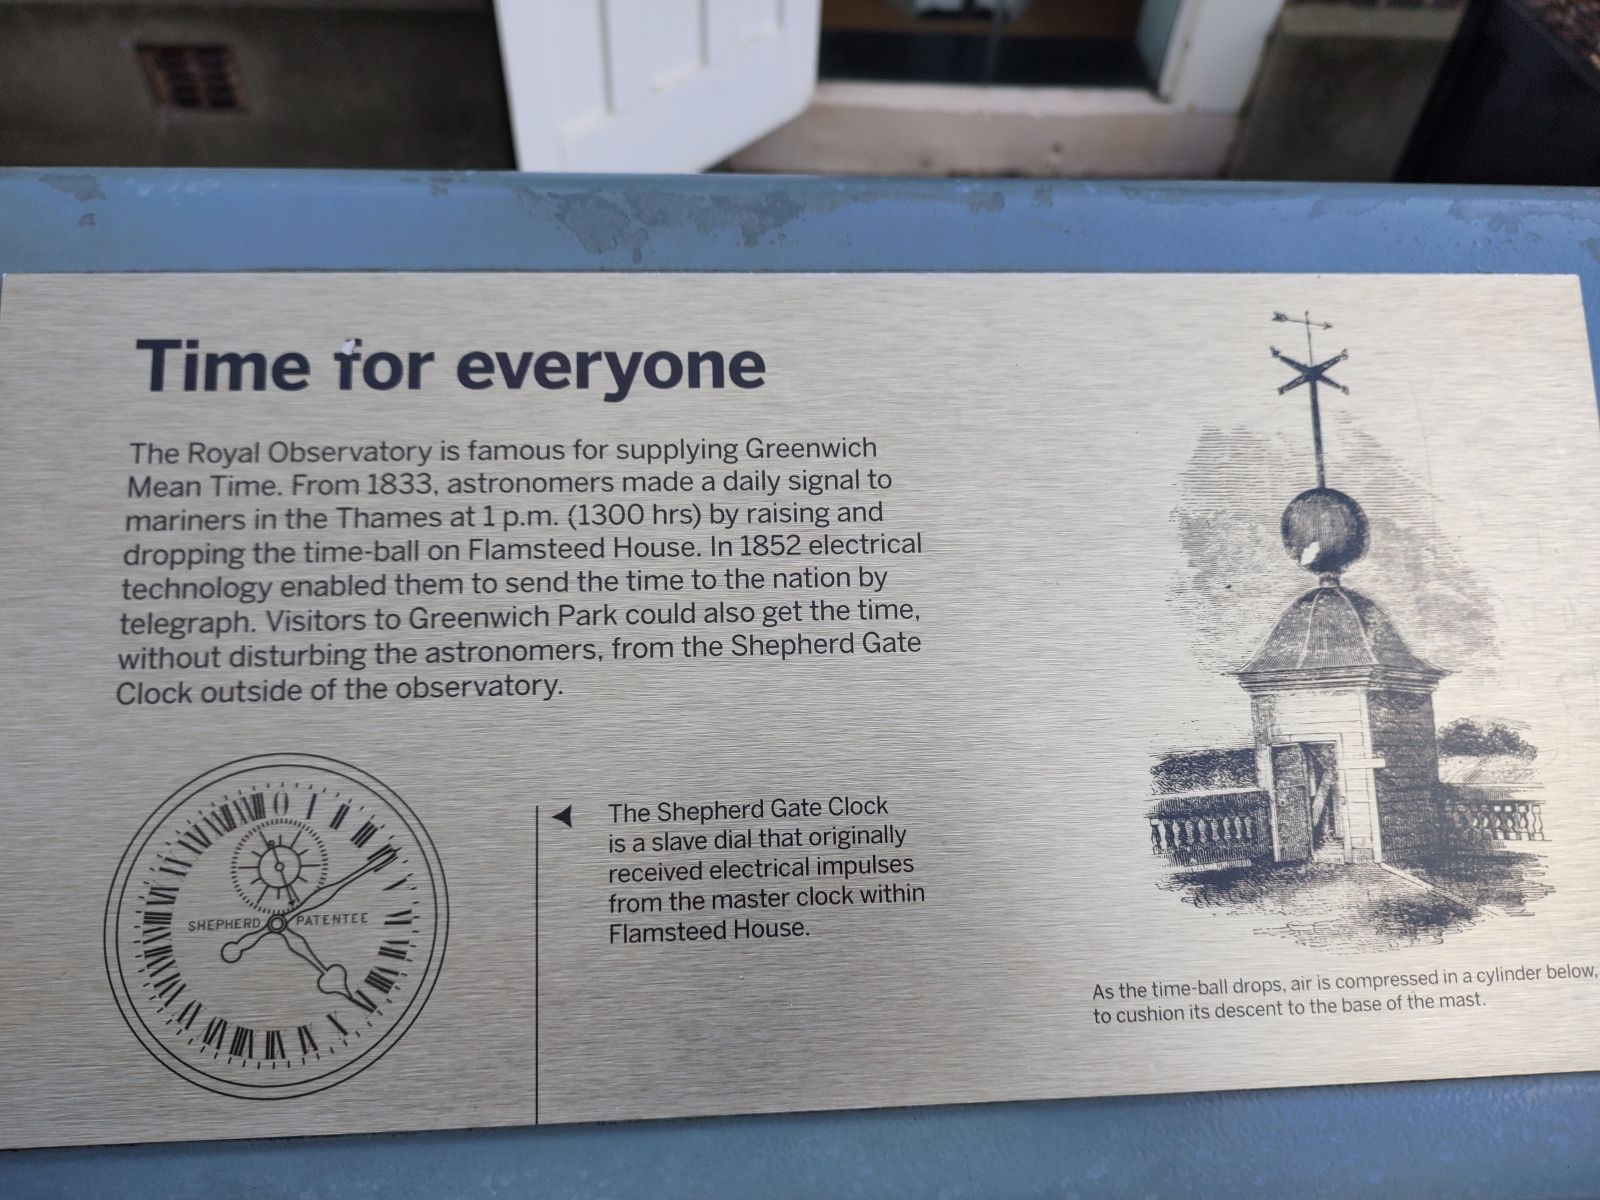 Time for everyone
The Royal Observatory is famous for supplying Greenwich
Mean Time. From 1833, astronomers made a daily signal to
mariners in the Thames at 1 p.m. (1300 hrs) by raising and
dropping the time-ball on Flamsteed House. In 1852 electrical
technology enabled them to send the time to the nation by
telegraph. Visitors to Greenwich Park could also get the time,
without disturbing the astronomers, from the Shepherd Gate
Clock outside of the observatory.
SHEPHERD PATENTEE
The Shepherd Gate Clock
is a slave dial that originally
received electrical impulses
from the master clock within
Flamsteed House.
As the time-ball drops, air is compressed in a cylinder below,
to cushion its descent to the base of the mast.